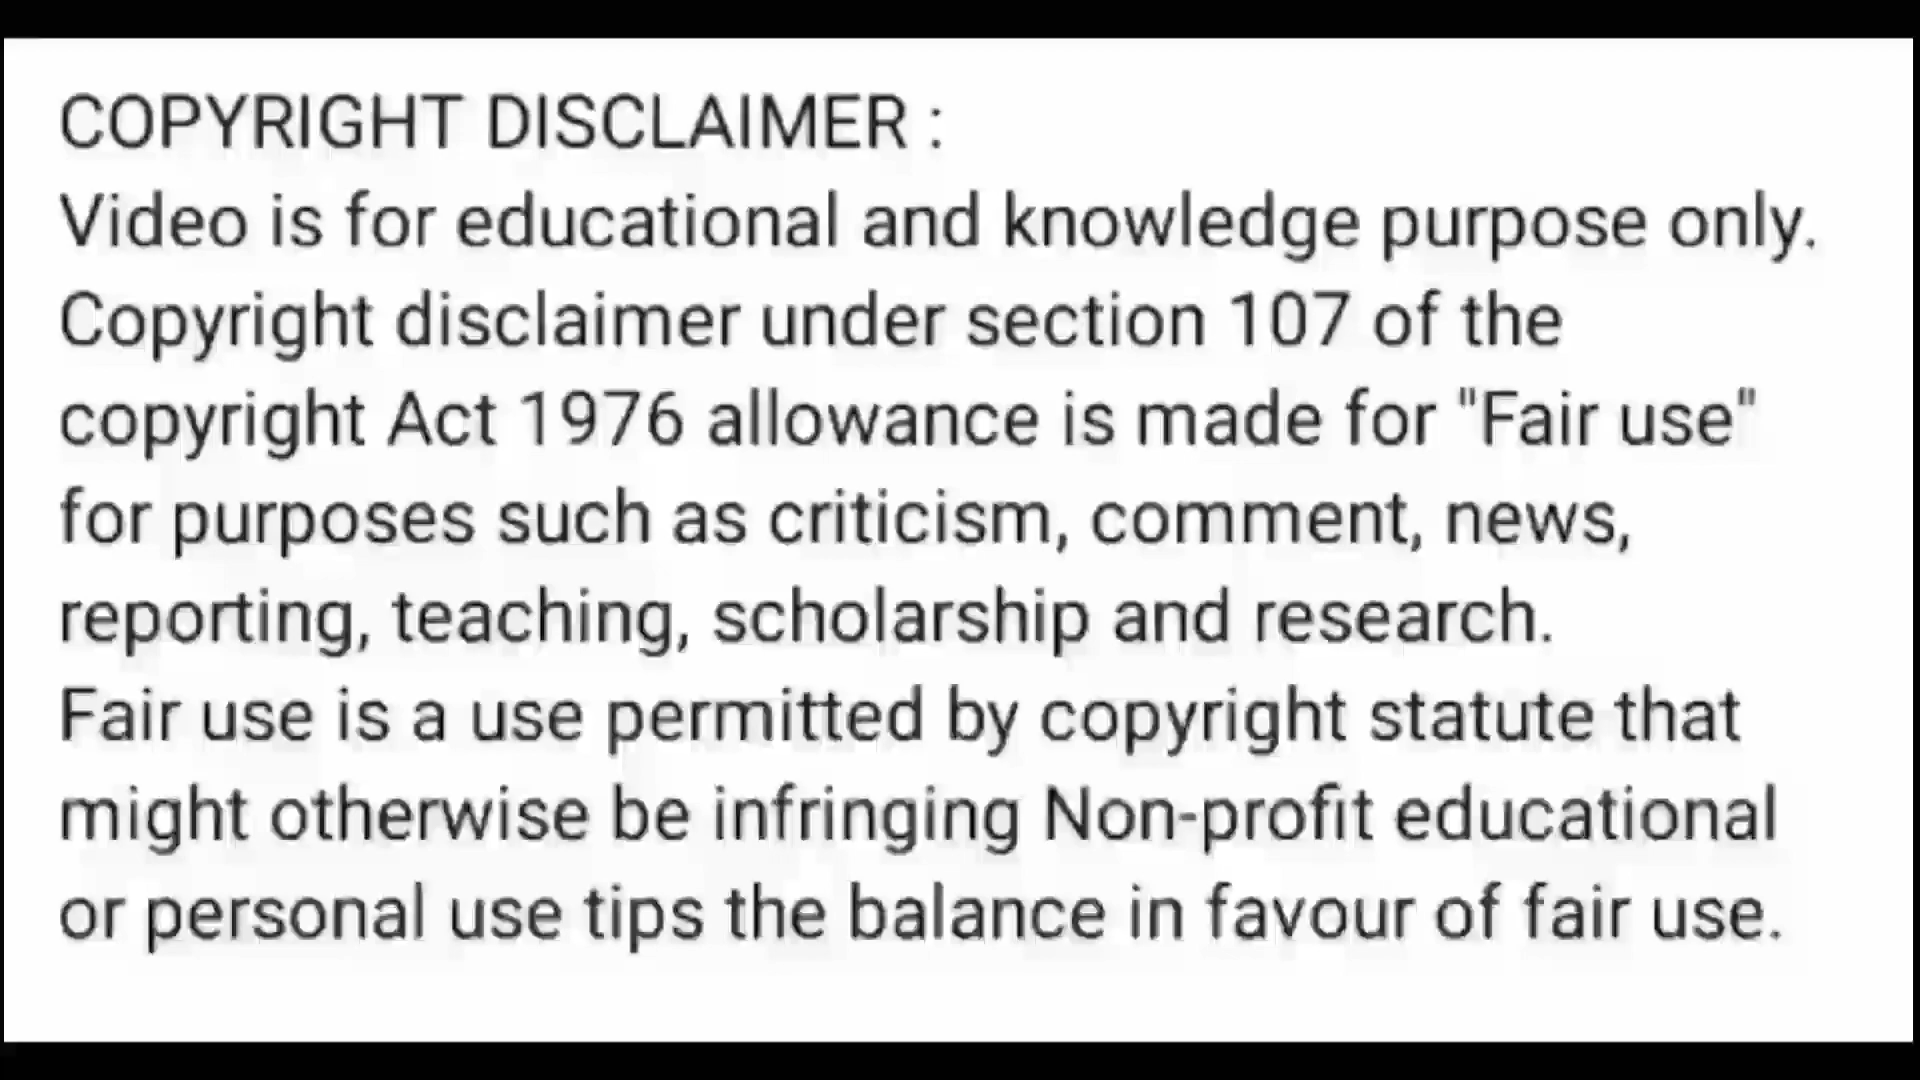 COPYRIGHT DISCLAIMER :
Video is for educational and knowledge purpose only.
Copyright disclaimer under section 107 of the
copyright Act 1976 allowance is made for "Fair use"
for purposes such as criticism, comment, news,
reporting, teaching, scholarship and research.
Fair use is a use permitted by copyright statute that
might otherwise be infringing Non-profit educational
or personal use tips the balance in favour of fair use.